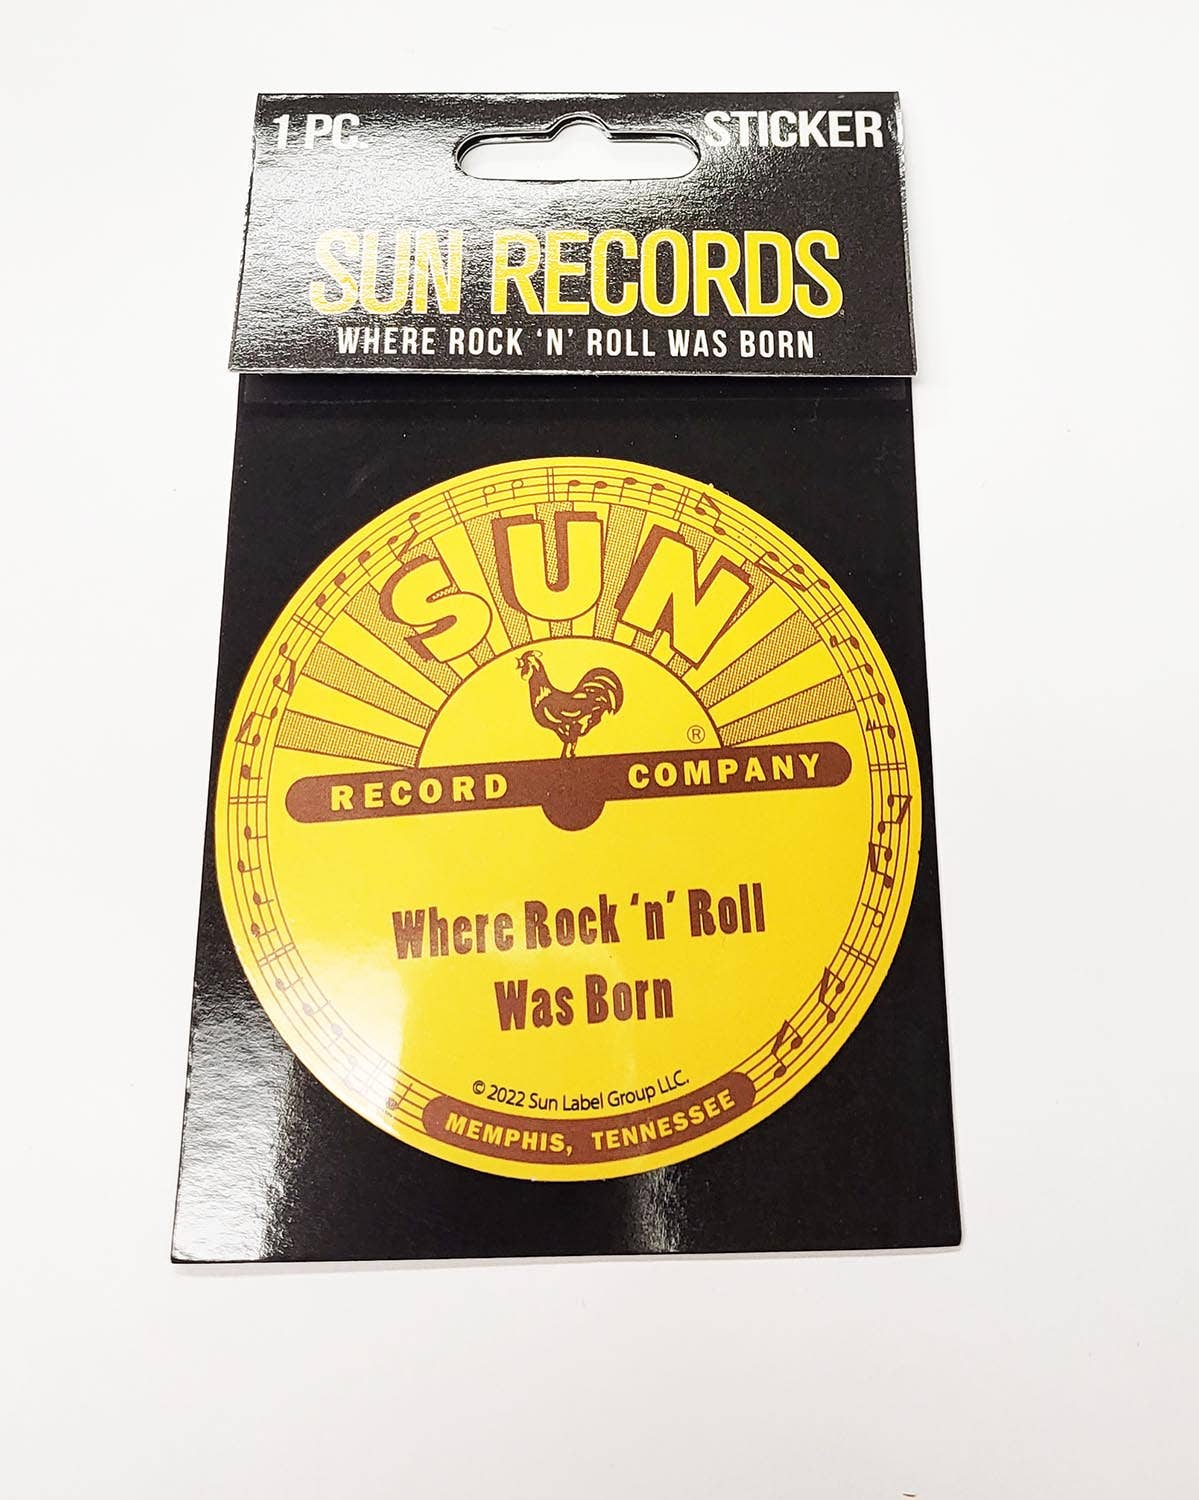 1 PC. STICKER
SUN RECORDS
WHERE ROCK ‘N’ ROLL WAS BORN
SUN
®
RECORD COMPANY
Where Rock ‘n’ Roll
Was Born
© 2022 Sun Label Group LLC.
MEMPHIS, TENNESSEE